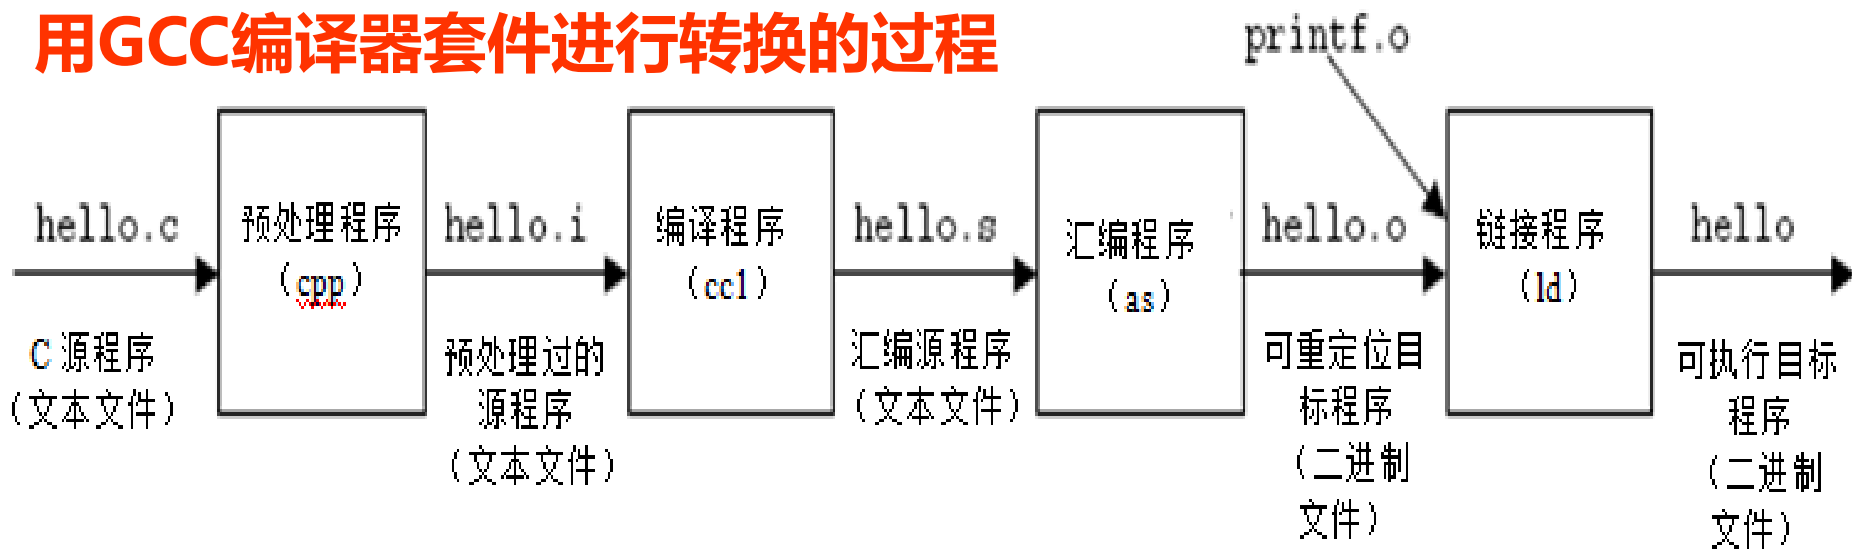 用GCC编译器套件进行转换的过程
printf.o
hello.c
预处理程序
（cpp）
hello.i
编译程序
（cc1）
hello.s
汇编程序
（as）
hello.o
链接程序
（ld）
hello
C 源程序
（文本文件）
预处理过的
源程序
（文本文件）
汇编源程序
（文本文件）
可重定位目
标程序
（二进制
文件）
可执行目标
程序
（二进制
文件）